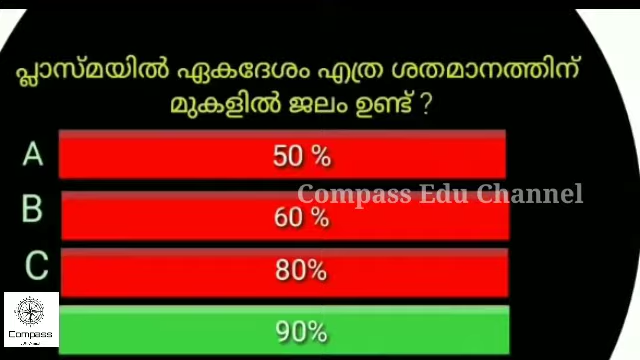 പ്ലാസ്മയിൽ ഏകദേശം എത്ര ശതമാനത്തിന്
മുകളിൽ ജലം ഉണ്ട് ?
A
50 %
Compass Edu Channel
B
60 %
C
80%
Compass
90%